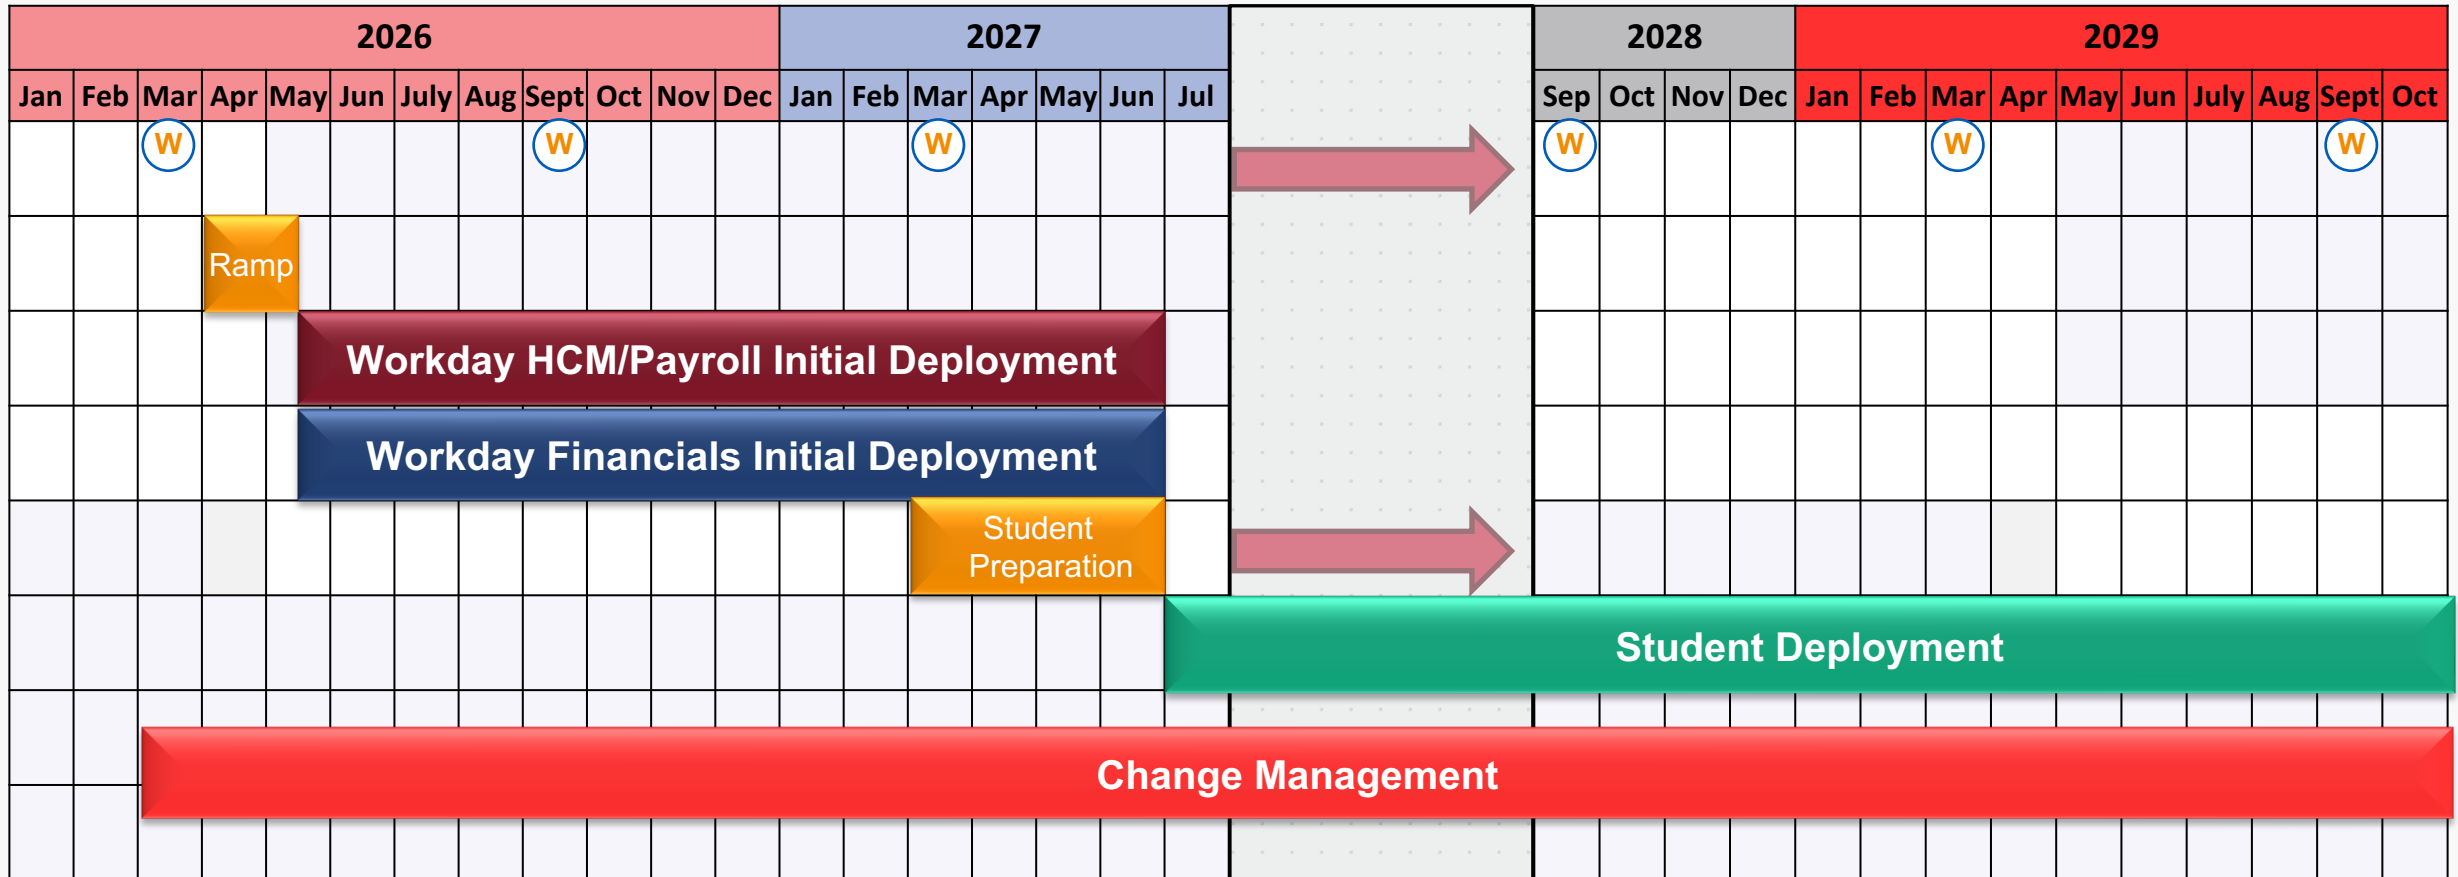 2026 2027 2028 2029
Jan Feb Mar Apr May Jun July Aug Sept Oct Nov Dec Jan Feb Mar Apr May Jun Jul Sep Oct Nov Dec Jan Feb Mar Apr May Jun July Aug Sept Oct
W W W W W W
Ramp
Workday HCM/Payroll Initial Deployment
Workday Financials Initial Deployment
Student
Preparation
Student Deployment
Change Management